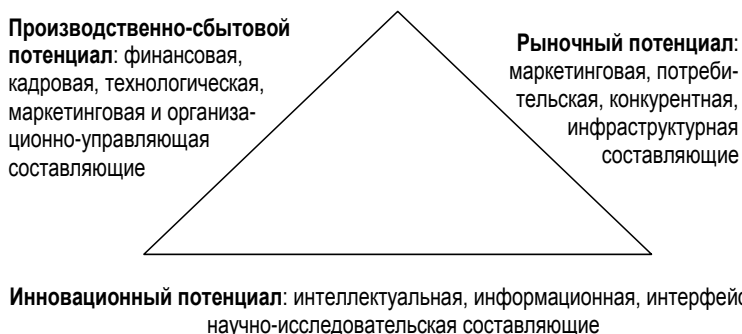 Производственно-сбытовой
потенциал: финансовая,
кадровая, технологическая,
маркетинговая и организа-
ционно-управляющая
составляющие
Рыночный потенциал:
маркетинговая, потреби-
тельская, конкурентная,
инфраструктурная
составляющие
Инновационный потенциал: интеллектуальная, информационная, интерфейс
научно-исследовательская составляющие